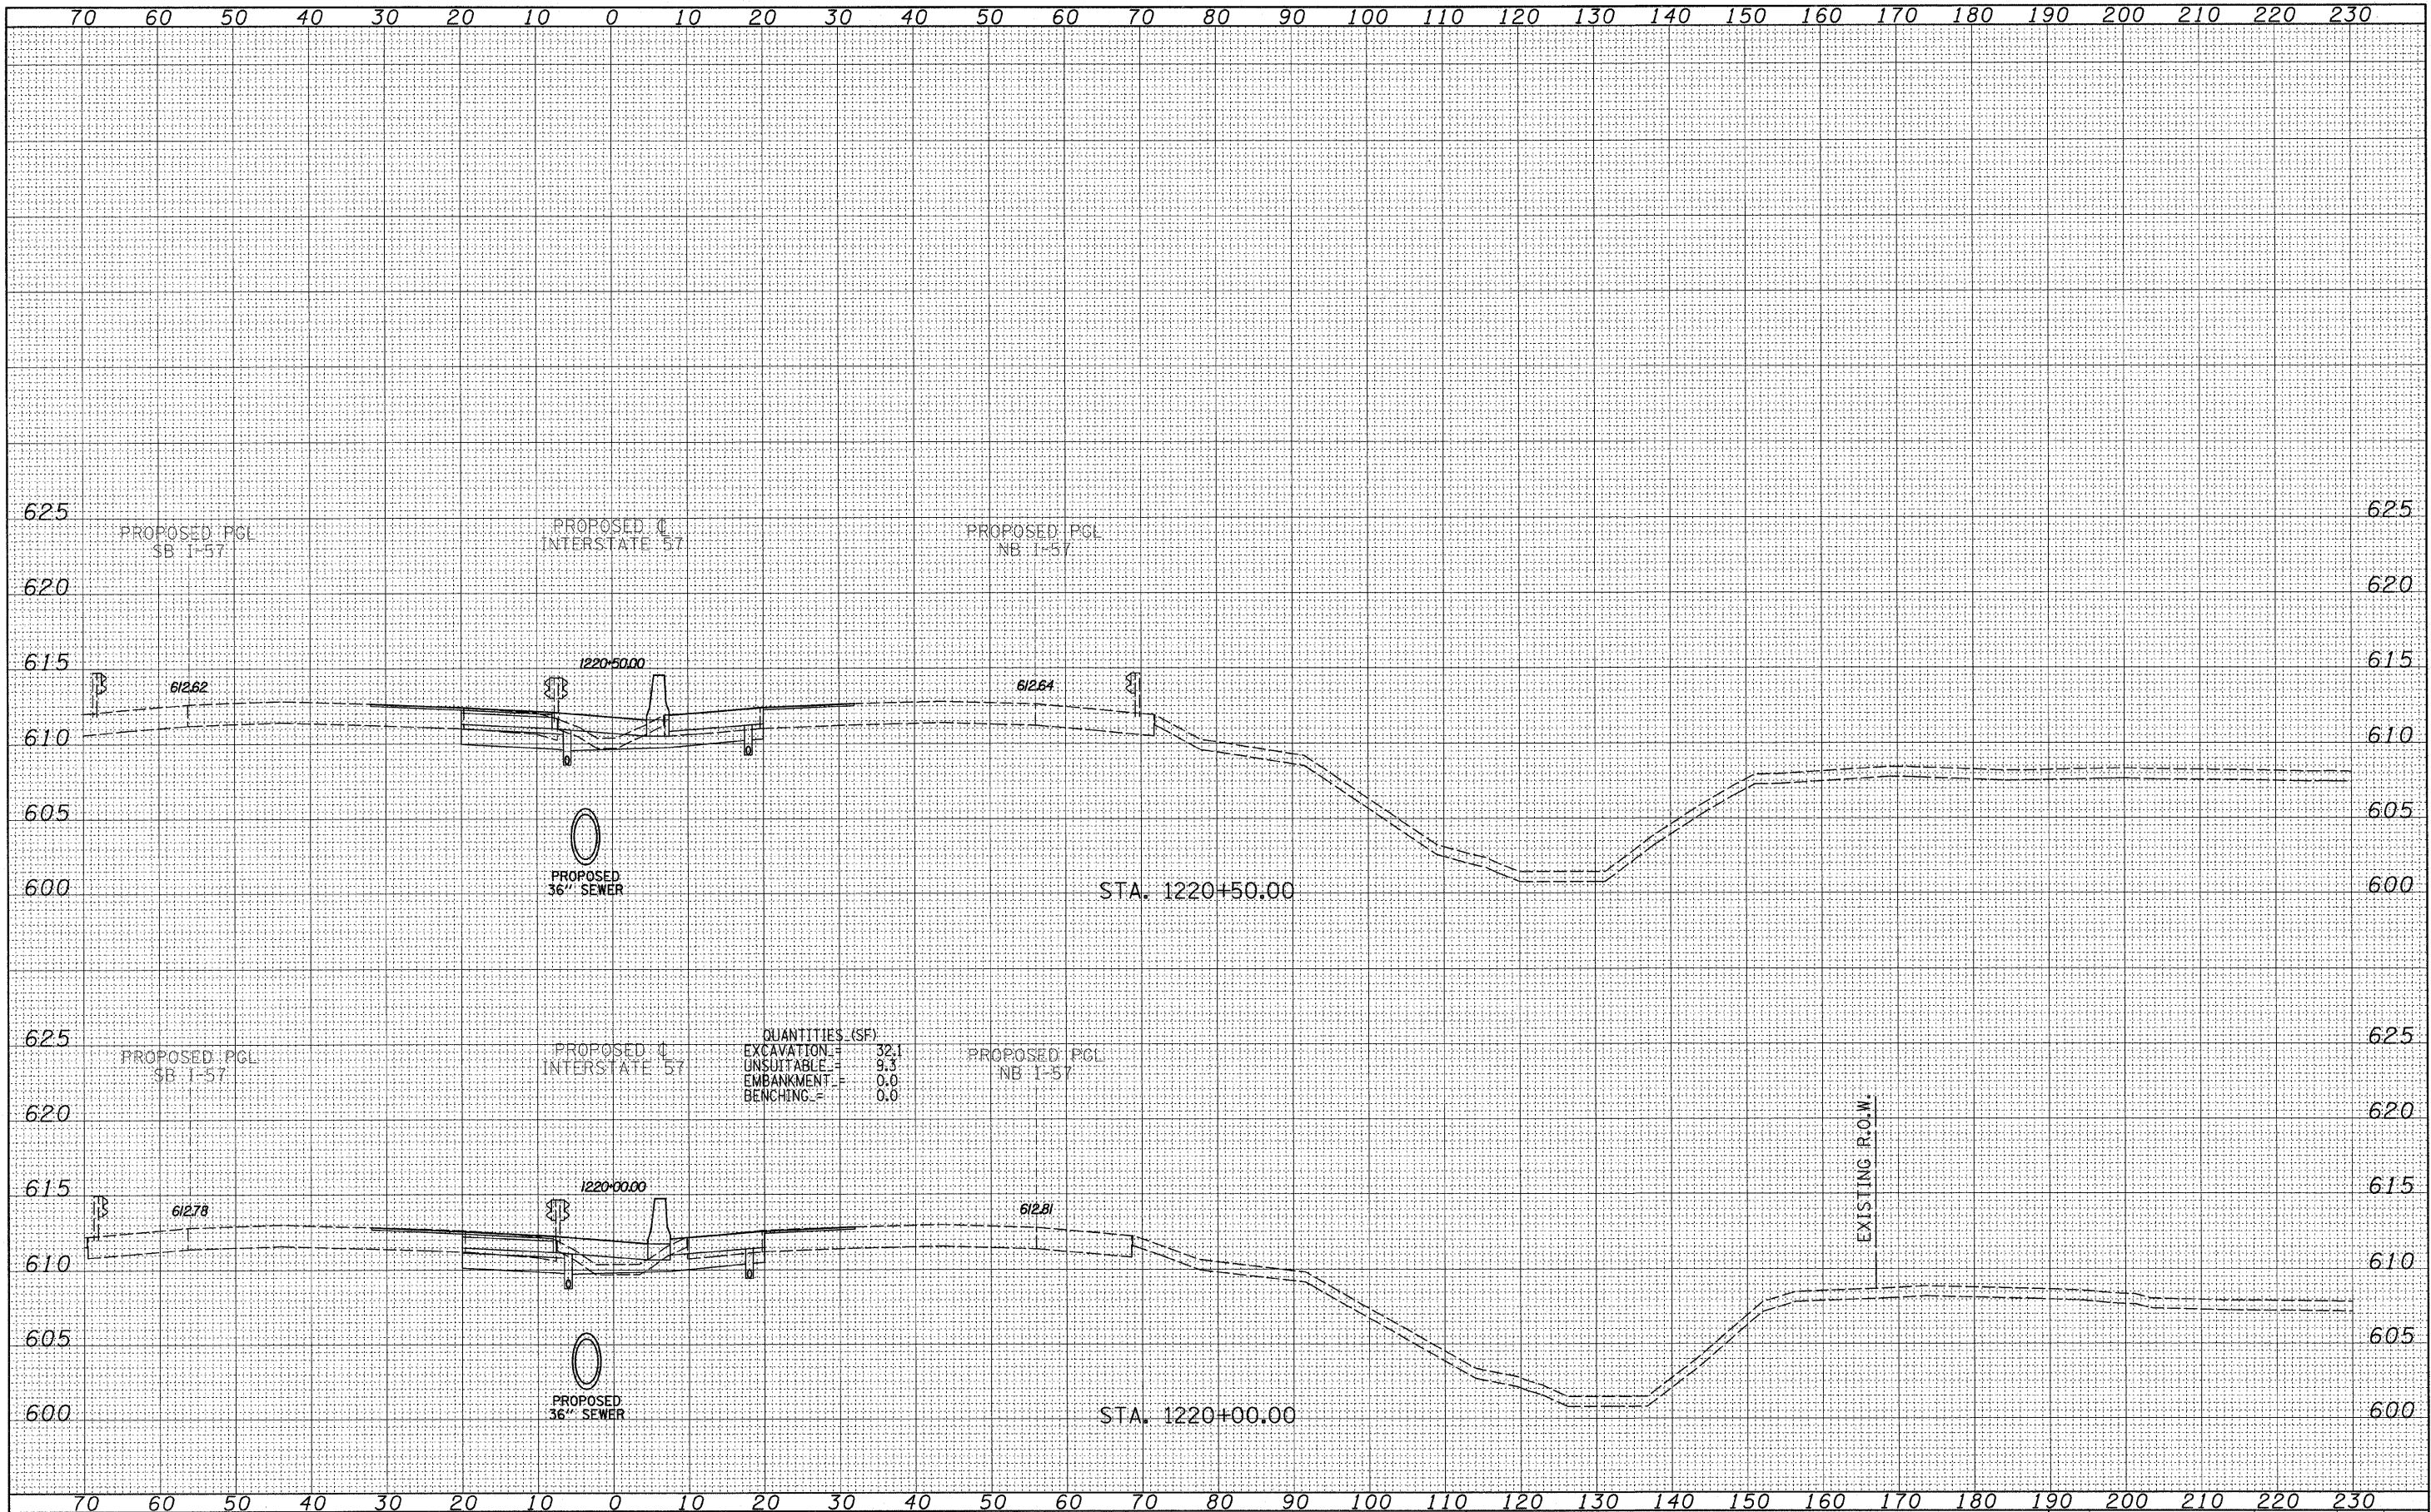 70 60 50 40 30 20 10 0 10 20 30 40 50 60 70 80 90 100 110 120 130 140 150 160 170 180 190 200 210 220 230
625 625
PROPOSED PGL
SB I-57
PROPOSED ℄
INTERSTATE 57
PROPOSED PGL
NB I-57
620 620
615 615
612.62
1220+50.00
612.64
610 610
605 605
PROPOSED
36" SEWER
600 600
STA. 1220+50.00
QUANTITIES (SF)
EXCAVATION = 32.1
UNSUITABLE = 9.3
EMBANKMENT = 0.0
BENCHING = 0.0
625 625
PROPOSED PGL
SB I-57
PROPOSED ℄
INTERSTATE 57
PROPOSED PGL
NB I-57
620 620
EXISTING R.O.W.
615 615
612.78
1220+00.00
612.81
610 610
605 605
PROPOSED
36" SEWER
600 600
STA. 1220+00.00
70 60 50 40 30 20 10 0 10 20 30 40 50 60 70 80 90 100 110 120 130 140 150 160 170 180 190 200 210 220 230